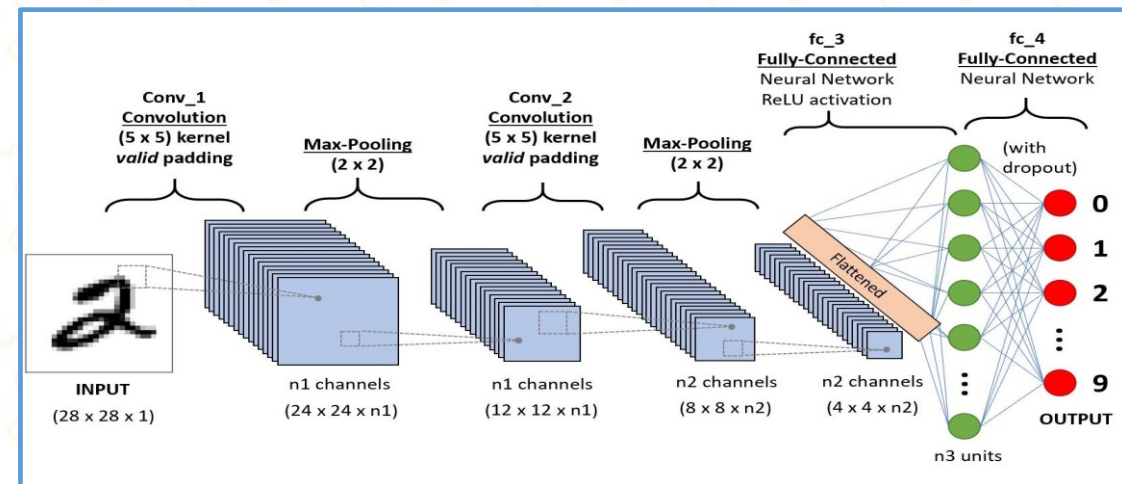 Conv_1
Convolution
(5 x 5) kernel
valid padding
Max-Pooling
(2 x 2)
Conv_2
Convolution
(5 x 5) kernel
valid padding
Max-Pooling
(2 x 2)
fc_3
Fully-Connected
Neural Network
ReLU activation
fc_4
Fully-Connected
Neural Network
(with
dropout)
INPUT
(28 x 28 x 1)
n1 channels
(24 x 24 x n1)
n1 channels
(12 x 12 x n1)
n2 channels
(8 x 8 x n2)
n2 channels
(4 x 4 x n2)
Flattened
n3 units
2
0
1
2
9
OUTPUT